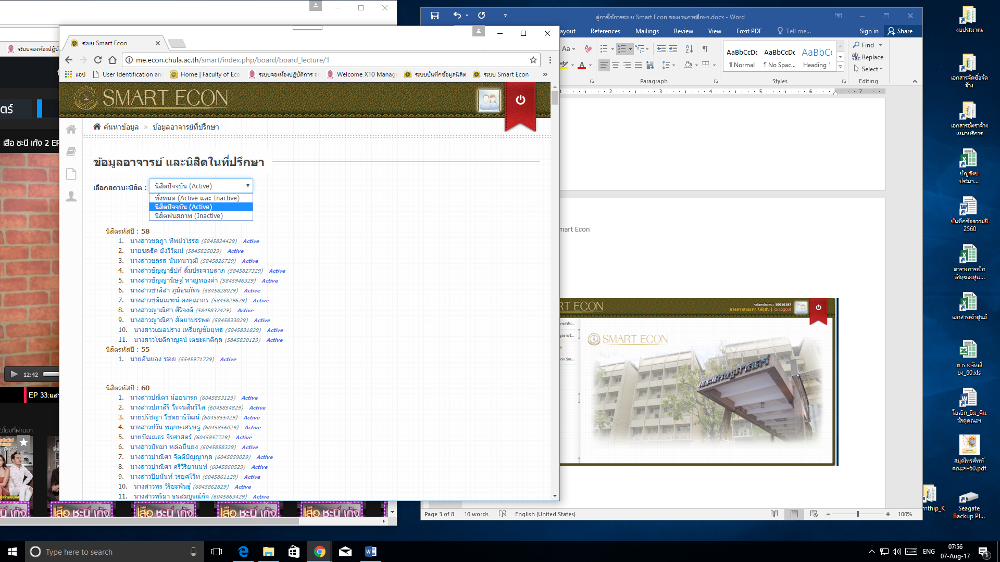 คู่การใช้การระบบ Smart Econ ของงานการศึกษา.docx - Word
ayout References Mailings Review View Foxit PDF Tell me... Sign in Share
AaBbCcDc AaBbCcDc AaBbCc
¶ Normal ¶ No Spac... Heading 1
Find
Replace
Select
Paragraph Styles Editing
ระบบ Smart Econ
me.econ.chula.ac.th/smart/index.php/board/board_lecture/1
แอป User Identification an Home | Faculty of Eco ระบบจองห้องปฏิบัติการ Welcome X10 Manage ระบบบันทึกข้อมูลนิสิต ระบบ Smart Econ »
SMART ECON
ค้นหาข้อมูล » ข้อมูลอาจารย์ที่ปรึกษา
ข้อมูลอาจารย์ และนิสิตในที่ปรึกษา
เลือกสถานะนิสิต : นิสิตปัจจุบัน (Active)
ทั้งหมด (Active และ Inactive)
นิสิตปัจจุบัน (Active)
นิสิตพ้นสภาพ (Inactive)
นิสิตรหัสปี : 58
1. นางสาวชลฎา ทิพย์วโรรส (5845824429) Active
2. นายชลธิศ ยังวิวัฒน์ (5845825029) Active
3. นางสาวชลรส นันทนาวุฒิ (5845826729) Active
4. นางสาวชัญญาธิปก์ ลิ้มประจวบลาภ (5845827329) Active
5. นางสาวชัญญานิษฐ์ หาญทองคำ (5845946329) Active
6. นางสาวชาลิสา ภูมิธนภัทร (5845828029) Active
7. นางสาวชุติมณฑน์ คงคุณากร (5845829629) Active
8. นางสาวญาณิศา ศิริจงดี (5845832429) Active
9. นางสาวญาณิศา สัตยาบรรพต (5845833029) Active
10. นางสาวเฌอปราง เหรียญชัยยุทธ (5845831829) Active
11. นางสาวโชติกาญจน์ เตชะผาติกุล (5845830129) Active
นิสิตรหัสปี : 55
1. นายอินยอง ชอย (5545971729) Active
นิสิตรหัสปี : 60
1. นางสาวปณิตา น้อยนารถ (6045853129) Active
2. นางสาวปภาสิริ โรจนสินวิไล (6045854829) Active
3. นายปรัชญา โชตยาธิวัฒน์ (6045855429) Active
4. นางสาวปวัน พฤกษเศรษฐ (6045856029) Active
5. นายปัณณธร จิรศาสตร์ (6045857729) Active
6. นางสาวปัทมา หล่อยืนยง (6045858329) Active
7. นางสาวปาณิศา จิตติปัญญากุล (6045859029) Active
8. นางสาวปาณิศา ศรีวิริยานนท์ (6045860529) Active
9. นางสาวปิยนันท์ วรยศโวิท (6045861129) Active
10. นางสาวพร วิริยะพันธุ์ (6045862829) Active
11. นางสาวพริมา ธนสมบูรณ์กิจ (6045863429) Active
ระบบจองห้องปฏิบั
ตร์
เสือ ชะนี เก้ง 2 EP
12:42
EP 33:แส
วโมงที่ผ่านมา
เสือ ชะนี เก้ง เสือ ชะนี เก้ง เสือ ชะนี เก้ง เสือ ชะนี เก้ง
mart Econ
RT ECON
รหัสพนักงาน : 10016187
Logout
SMART ECON
คณะเศรษฐศาสตร์
Page 3 of 8 10 words English (United States) 100%
งบประมาณ
เอกสารจัดซื้อจัด
จ้าง
เอกสารอัตราจ้าง
เหมาบริการ
บัญชีงบ
ประมา...
บันทึกข้อความปี
2560
ตารางการเบิก
วัสดุของศูน...
เอกสารเข้าศูนย์
ตารางจัดเสี่
ยง_60.xls
ใบเบิก_ยืม_คืน
วัสดุคณะฯ
สมุดโทรศัพท์
คณะฯ-60.pdf
ynthip_K
Seagate
Backup Pl...
Type here to search
ENG
07:56
07-Aug-17